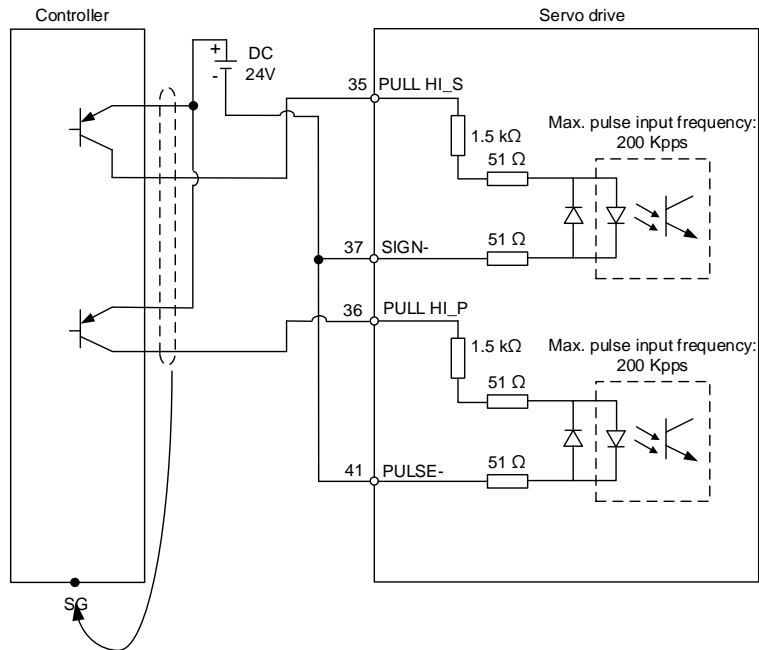 Controller
Servo drive
+
DC
24V
-
35
PULL HI_S
1.5 kΩ
51 Ω
Max. pulse input frequency:
200 Kpps
37
SIGN-
51 Ω
36
PULL HI_P
1.5 kΩ
51 Ω
Max. pulse input frequency:
200 Kpps
41
PULSE-
51 Ω
SG